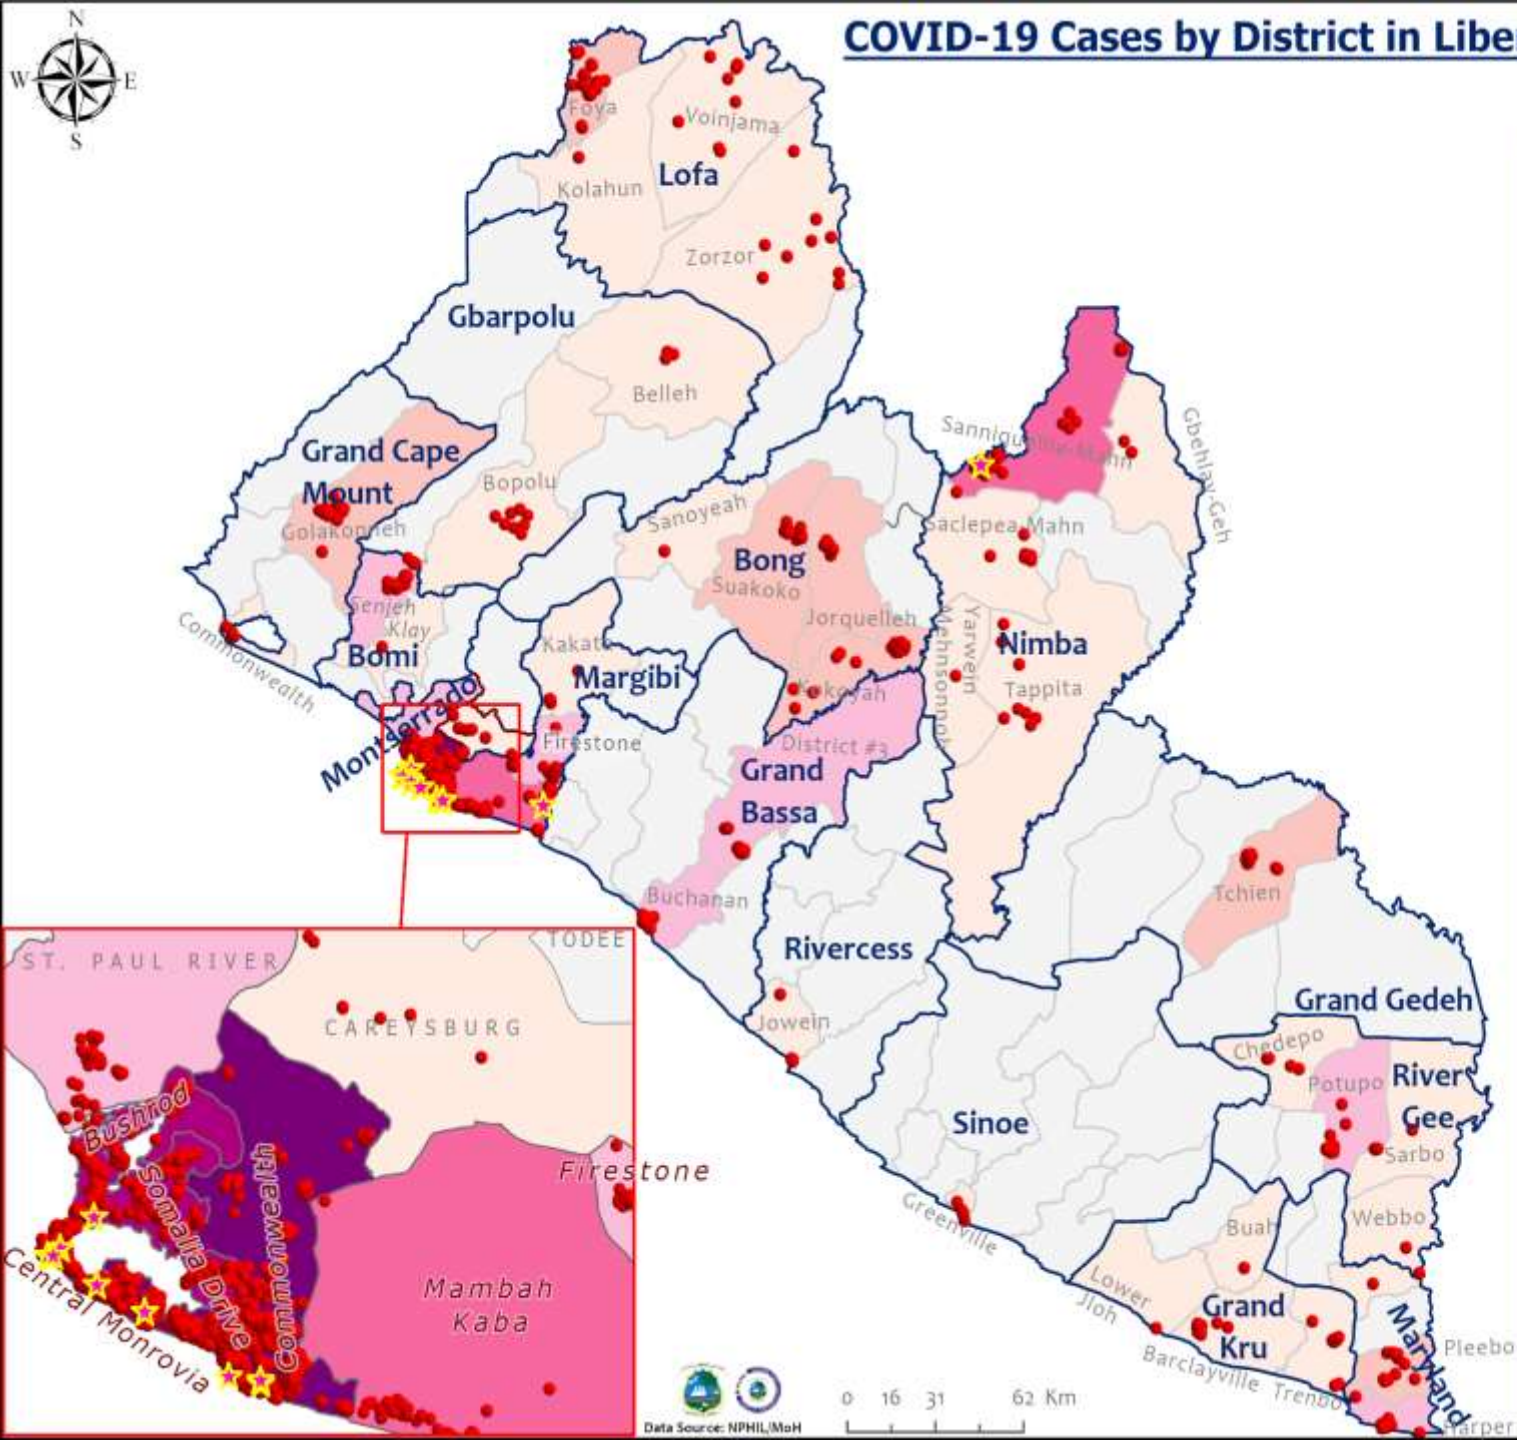 N
COVID-19 Cases by District in Libe
W
E
S
Foya
Voinjama
Lofa
Kolahun
Zorzor
Gbarpolu
Belleh
Grand Cape
Mount
Golakonneh
Bopolu
Sanniquellie-Mahn
Gbehlay-Geh
Sanoyeah
Saclepea Mahn
Bong
Suakoko
Jorquelleh
Senjeh
Klay
Bomi
Commonwealth
Kakata
Margibi
Kokoyah
Mehnsonnoh
Yarwein
Nimba
Tappita
Montserrado
Firestone
District #3
Grand
Bassa
Buchanan
Tchien
Rivercess
Jowein
Grand Gedeh
Chedepo
Potupo
River
Gee
Sarbo
Sinoe
Greenville
Webbo
Buah
Lower
Jloh
Grand
Kru
Barclayville
Trenbo
Maryland
Pleebo
Harper
ST. PAUL RIVER
TODEE
CAREYSBURG
Bushrod
Somalia Drive
Commonwealth
Firestone
Central Monrovia
Mambah
Kaba
Data Source: NPHIL/MoH
0 16 31 62 Km